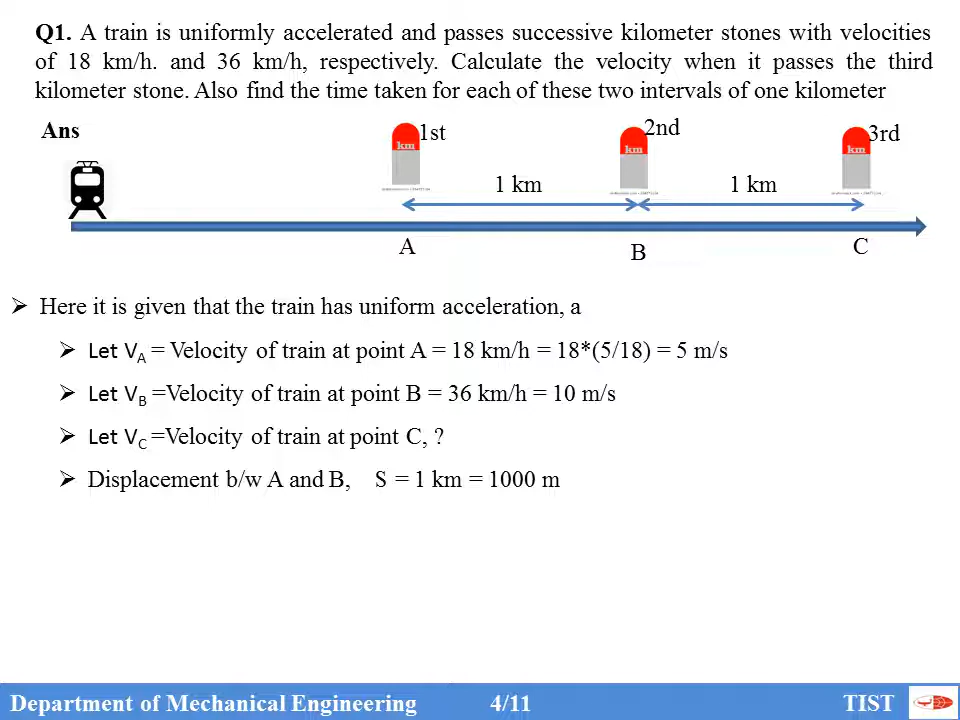 Q1. A train is uniformly accelerated and passes successive kilometer stones with velocities
of 18 km/h. and 36 km/h, respectively. Calculate the velocity when it passes the third
kilometer stone. Also find the time taken for each of these two intervals of one kilometer
Ans
1st
2nd
3rd
km
km
km
1 km
1 km
A
B
C
➢ Here it is given that the train has uniform acceleration, a
➢ Let VA = Velocity of train at point A = 18 km/h = 18*(5/18) = 5 m/s
➢ Let VB =Velocity of train at point B = 36 km/h = 10 m/s
➢ Let VC =Velocity of train at point C, ?
➢ Displacement b/w A and B, S = 1 km = 1000 m
Department of Mechanical Engineering 4/11 TIST